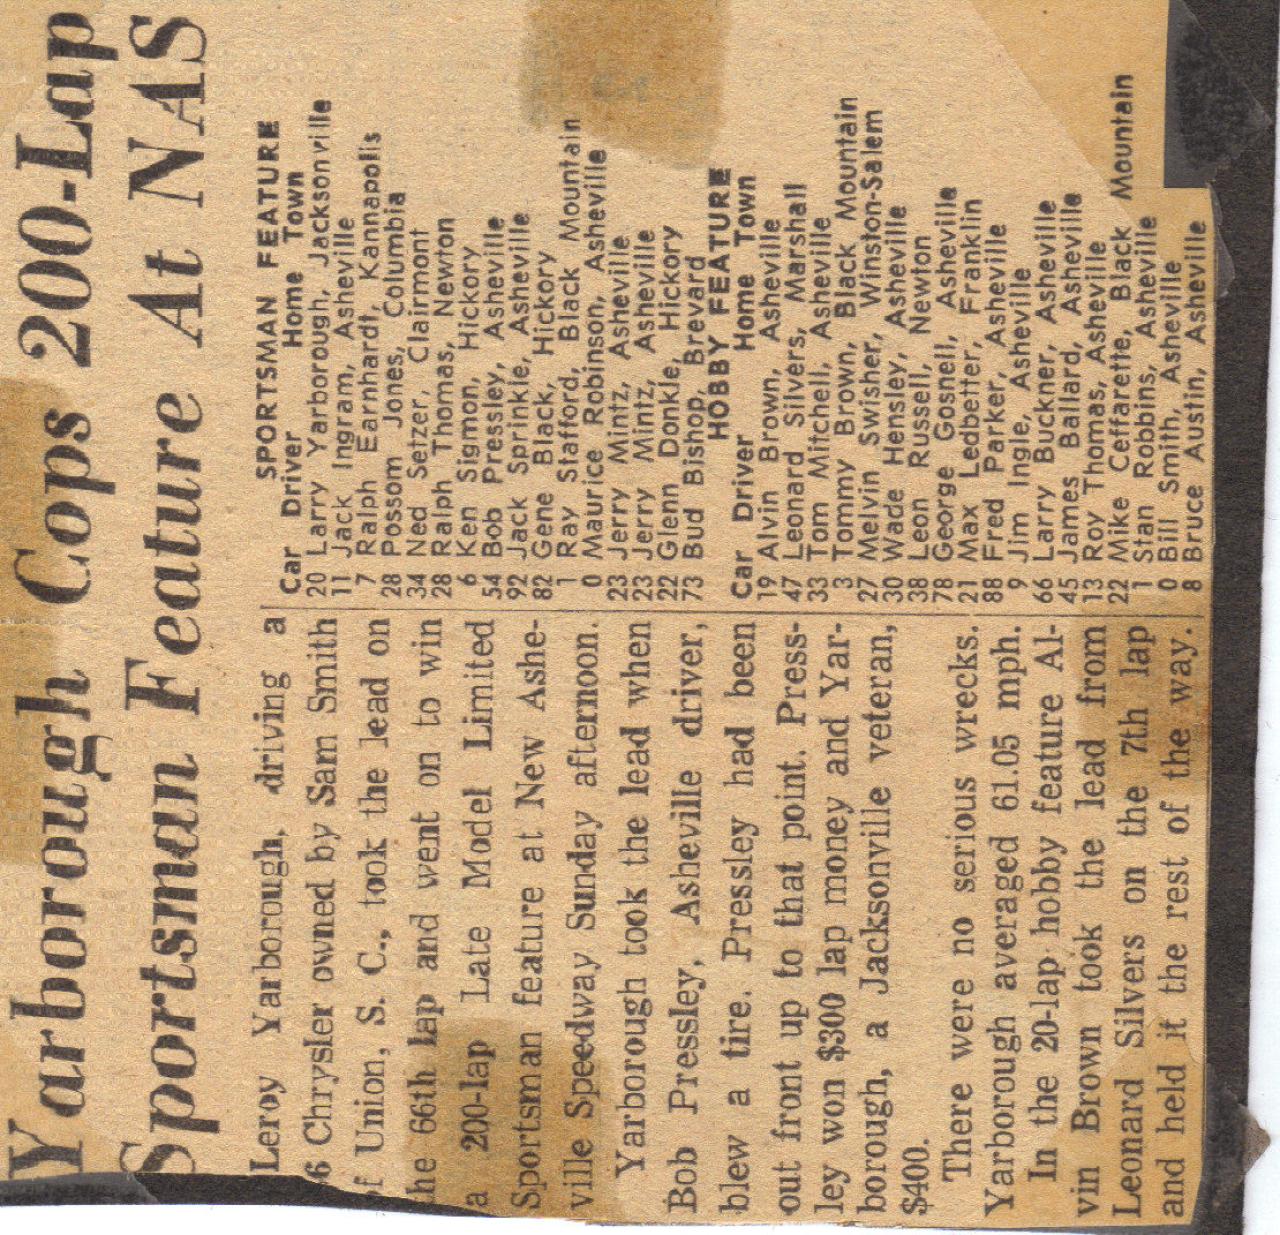 Yarborough Cops 200-Lap
Sportsman Feature At NAS
Leroy Yarborough, driving a
6 Chrysler owned by Sam Smith
of Union, S. C., took the lead on
the 66th lap and went on to win
a 200-lap Late Model Limited
Sportsman feature at New Ashe-
ville Speedway Sunday afternoon.
Yarborough took the lead when
Bob Pressley, Asheville driver,
blew a tire. Pressley had been
out front up to that point. Press-
ley won $300 lap money and Yar-
borough, a Jacksonville veteran,
$400.
There were no serious wrecks.
Yarborough averaged 61.05 mph.
In the 20-lap hobby feature Al-
vin Brown took the lead from
Leonard Silvers on the 7th lap
and held it the rest of the way.
SPORTSMAN FEATURE
Car Driver Home Town
20 Larry Yarborough, Jacksonville
11 Jack Ingram, Asheville
7 Ralph Earnhardt, Kannapolis
28 Possom Jones, Columbia
34 Ned Setzer, Clairmont
28 Ralph Thomas, Newton
6 Ken Sigmon, Hickory
54 Bob Pressley, Asheville
92 Jack Sprinkle, Asheville
82 Gene Black, Hickory
1 Ray Stafford, Black Mountain
0 Maurice Robinson, Asheville
23 Jerry Mintz, Asheville
23 Jerry Mintz, Asheville
22 Glenn Donkle, Hickory
73 Bud Bishop, Brevard
HOBBY FEATURE
Car Driver Home Town
19 Alvin Brown, Asheville
47 Leonard Silvers, Marshall
33 Tom Mitchell, Asheville
3 Tommy Brown, Black Mountain
27 Melvin Swisher, Winston-Salem
30 Wade Hensley, Asheville
38 Leon Russell, Newton
78 George Gosnell, Asheville
21 Max Ledbetter, Franklin
88 Fred Parker, Asheville
9 Jim Ingle, Asheville
66 Larry Buckner, Asheville
45 James Ballard, Asheville
13 Roy Thomas, Asheville
22 Mike Ceffarette, Black Mountain
1 Stan Robbins, Asheville
0 Bill Smith, Asheville
8 Bruce Austin, Asheville